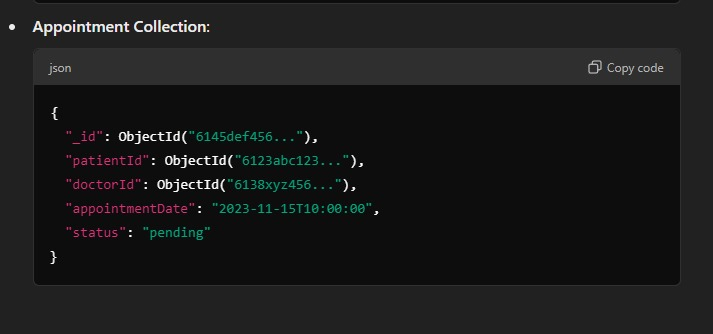 Appointment Collection:
json Copy code
{
"_id": ObjectId("6145def456..."),
"patientId": ObjectId("6123abc123..."),
"doctorId": ObjectId("6138xyz456..."),
"appointmentDate": "2023-11-15T10:00:00",
"status": "pending"
}